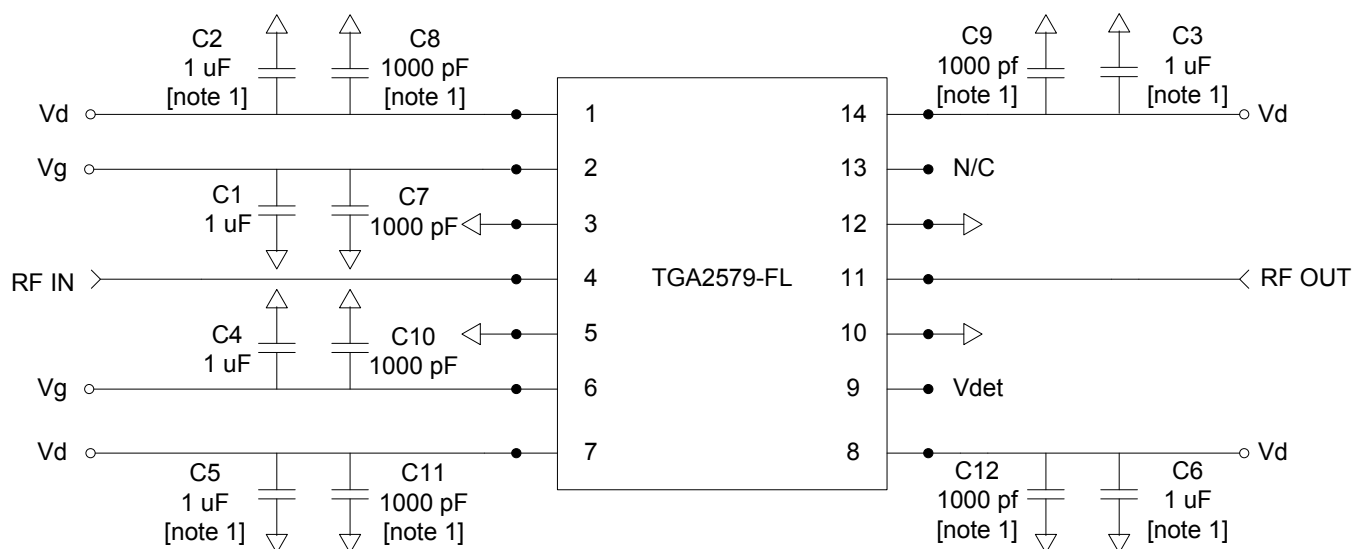 C2
1 uF
[note 1]
C8
1000 pF
[note 1]
C9
1000 pf
[note 1]
C3
1 uF
[note 1]
Vd
1
14
Vd
Vg
2
13
N/C
C1
1 uF
C7
1000 pF
3
12
RF IN
4
TGA2579-FL
11
RF OUT
C4
1 uF
C10
1000 pF
5
10
Vg
6
9
Vdet
Vd
7
8
Vd
C5
1 uF
[note 1]
C11
1000 pF
[note 1]
C12
1000 pf
[note 1]
C6
1 uF
[note 1]